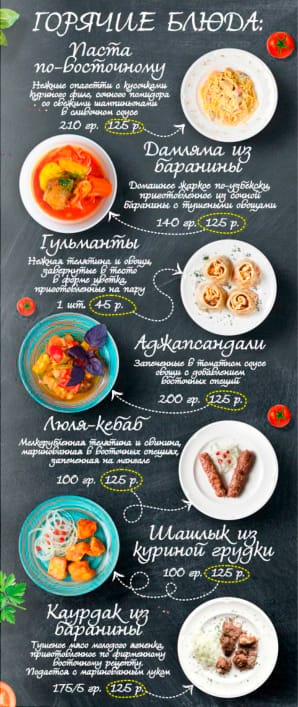 ГОРЯЧИЕ БЛЮДА:
Паста
по-восточному
Нежные спагетти с кусочками
куриного филе, сочного помидора
со свежими шампиньонами
в сливочном соусе
210 гр. 125 р.
Дамляма из
баранины
Домашнее жаркое по-узбекски,
приготовленное из сочной
баранины с тушеными овощами
140 гр. 125 р.
Гульманты
Нежная телятина и овощи,
завернутые в тесто
в форме цветка,
приготовленные на пару
1 шт. 45 р.
Аджапсандали
Запеченные в томатном соусе
овощи с добавлением
восточных специй
200 гр. 125 р.
Люля-кебаб
Мелкорубленная телятина и свинина,
маринованная в восточных специях,
запеченная на мангале
100 гр. 125 р.
Шашлык из
куриной грудки
100 гр. 125 р.
Каурдак из
баранины
Тушеное мясо молодого ягненка,
приготовленное по фирменному
восточному рецепту.
Подается с маринованным луком
175/5 гр. 125 р.